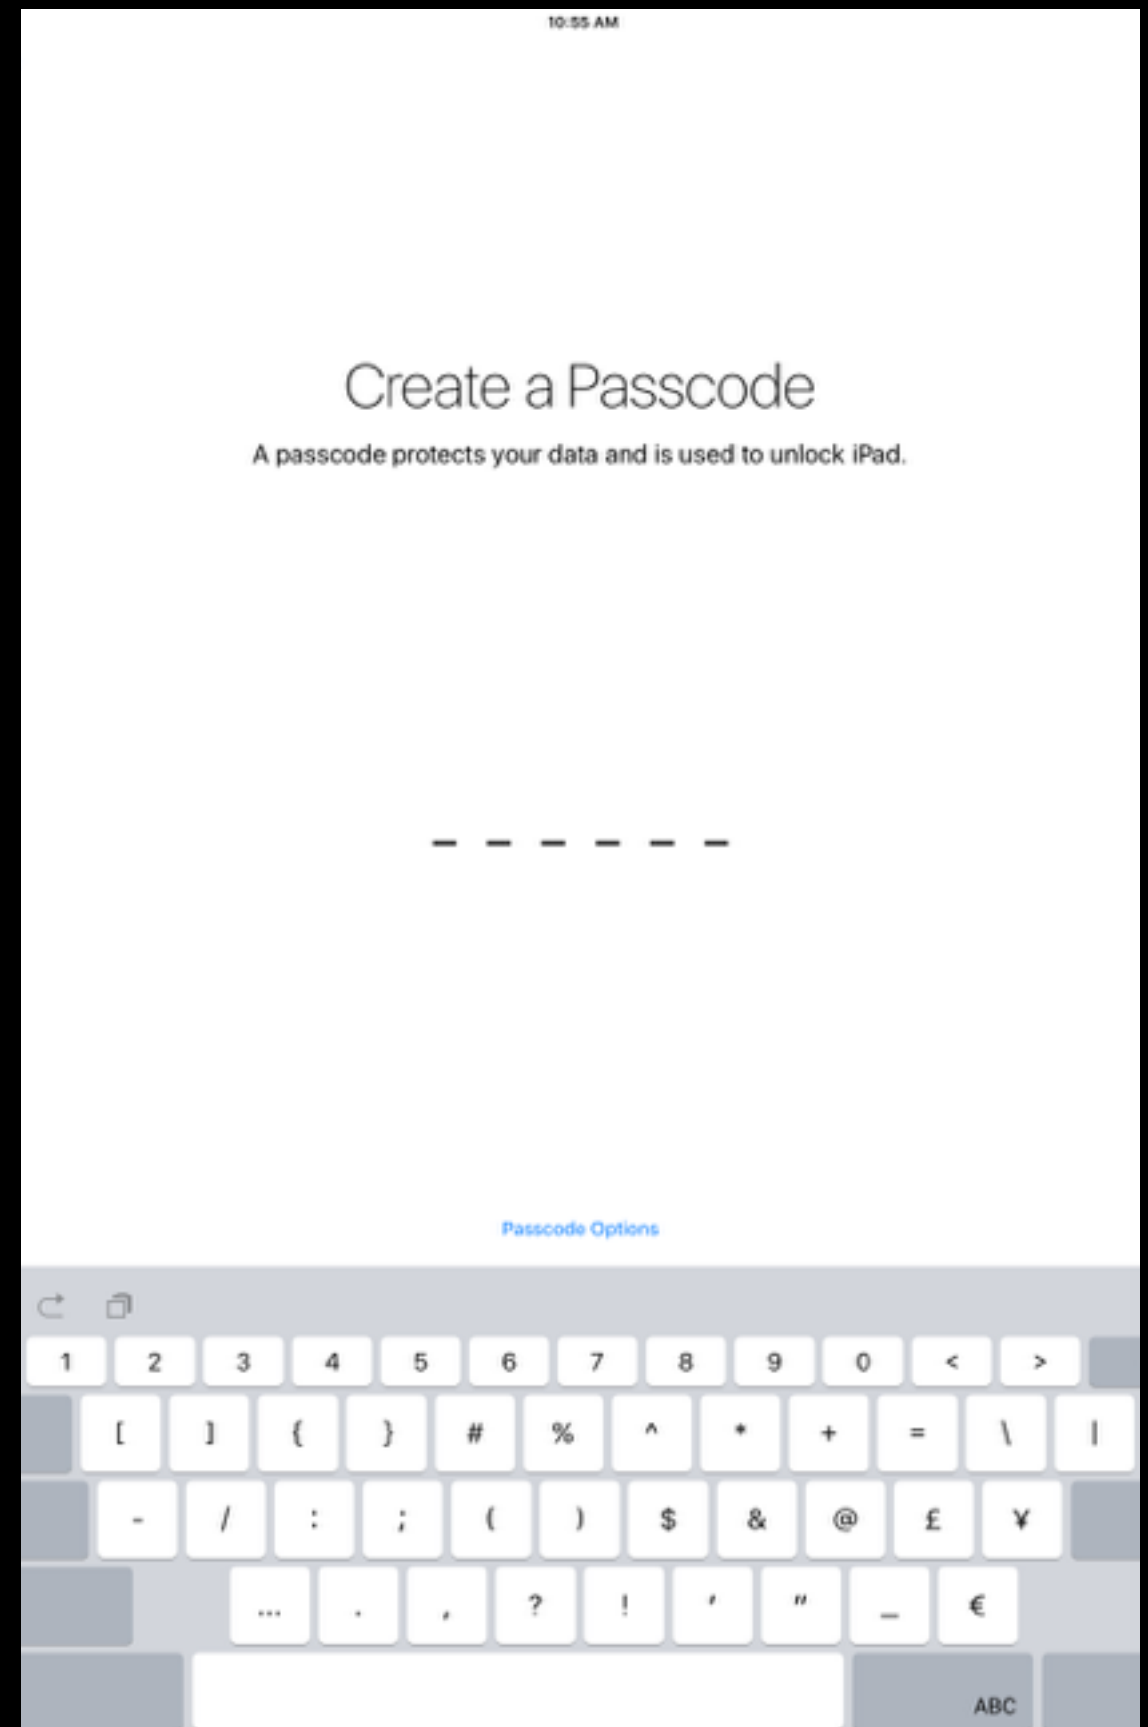 10:55 AM
Create a Passcode
A passcode protects your data and is used to unlock iPad.
Passcode Options
1 2 3 4 5 6 7 8 9 0 < >
[ ] { } # % ^ * + = \ |
- / : ; ( ) $ & @ £ ¥
... . , ? ! ' " _ €
ABC